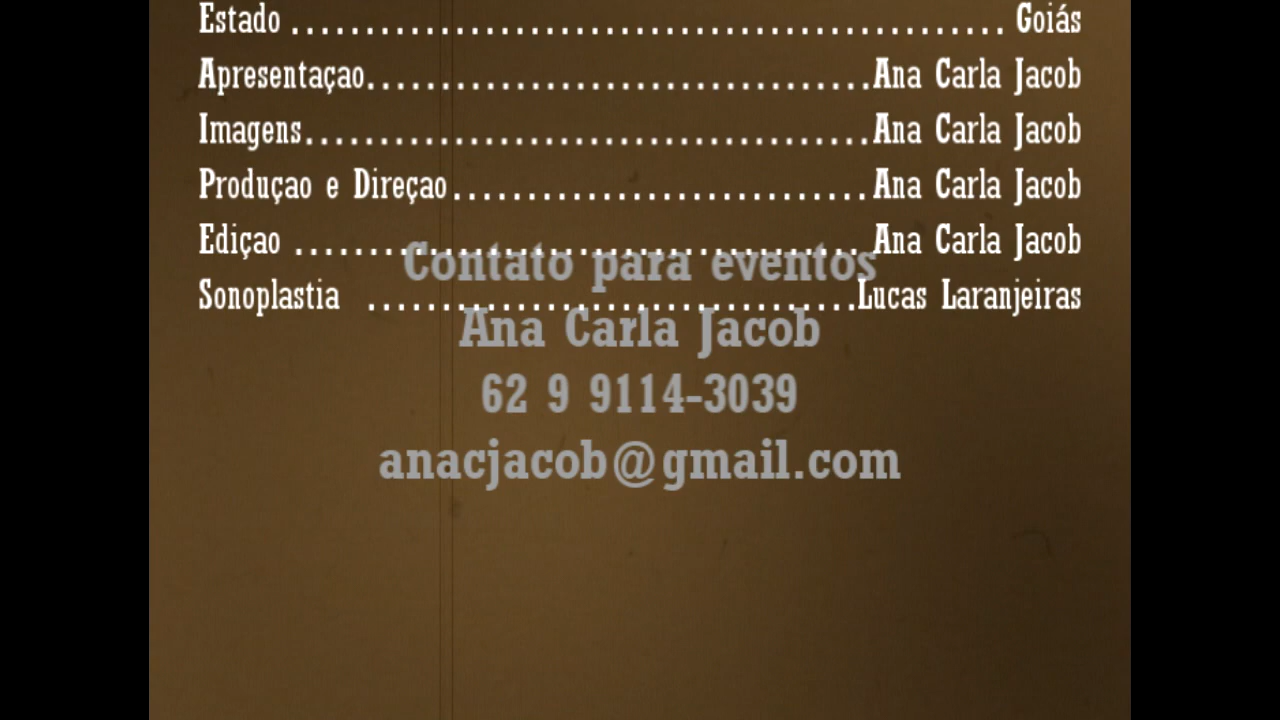 Estado ................................................ Goiás
Apresentaçao..................................Ana Carla Jacob
Imagens......................................Ana Carla Jacob
Produçao e Direçao............................Ana Carla Jacob
Ediçao ...................................... Ana Carla Jacob
Sonoplastia .................................Lucas Laranjeiras
Contato para eventos
Ana Carla Jacob
62 9 9114-3039
anacjacob@gmail.com